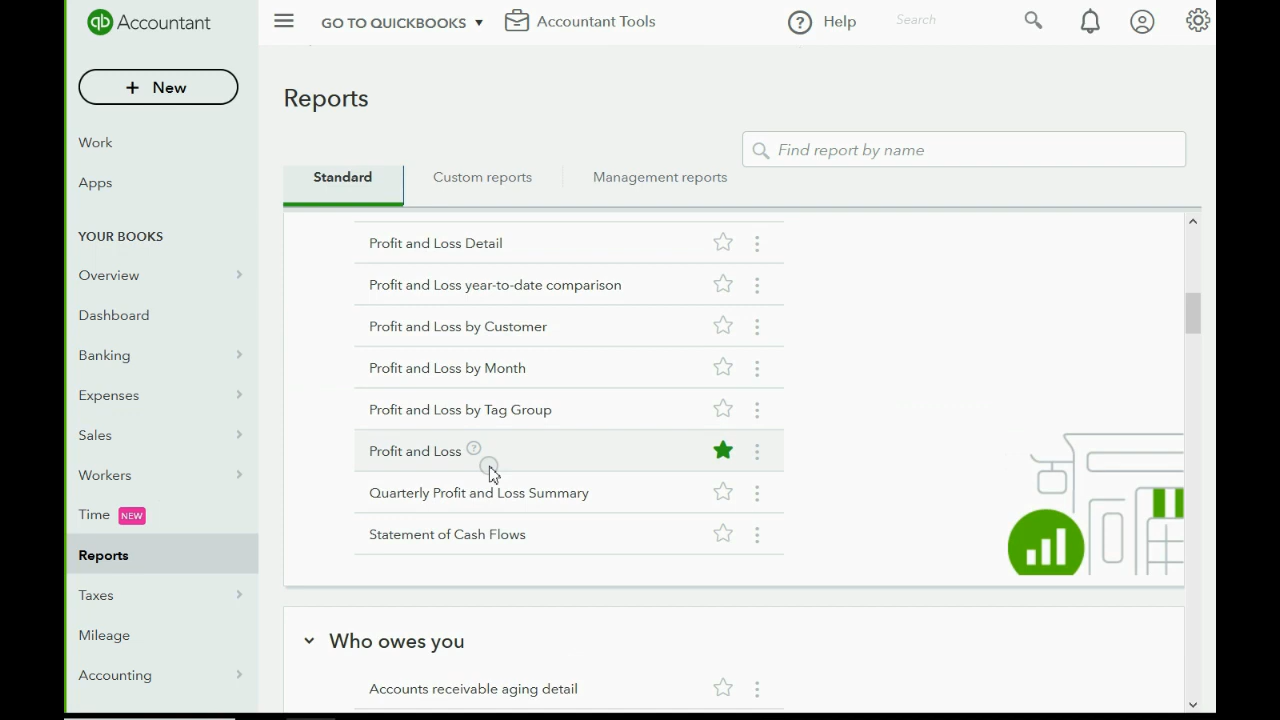 qb Accountant
GO TO QUICKBOOKS
Accountant Tools
Help
Search
+ New
Work
Apps
YOUR BOOKS
Overview
Dashboard
Banking
Expenses
Sales
Workers
Time NEW
Reports
Taxes
Mileage
Accounting
Reports
Find report by name
Standard
Custom reports
Management reports
Profit and Loss Detail
Profit and Loss year-to-date comparison
Profit and Loss by Customer
Profit and Loss by Month
Profit and Loss by Tag Group
Profit and Loss
Quarterly Profit and Loss Summary
Statement of Cash Flows
Who owes you
Accounts receivable aging detail